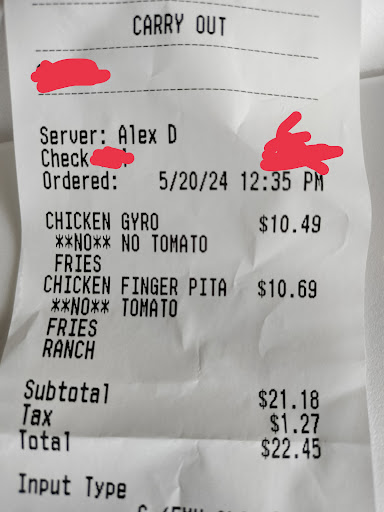 CARRY OUT
Server: Alex D
Check
Ordered: 5/20/24 12:35 PM
CHICKEN GYRO $10.49
**NO** NO TOMATO
FRIES
CHICKEN FINGER PITA $10.69
**NO** TOMATO
FRIES
RANCH
Subtotal $21.18
Tax $1.27
Total $22.45
Input Type